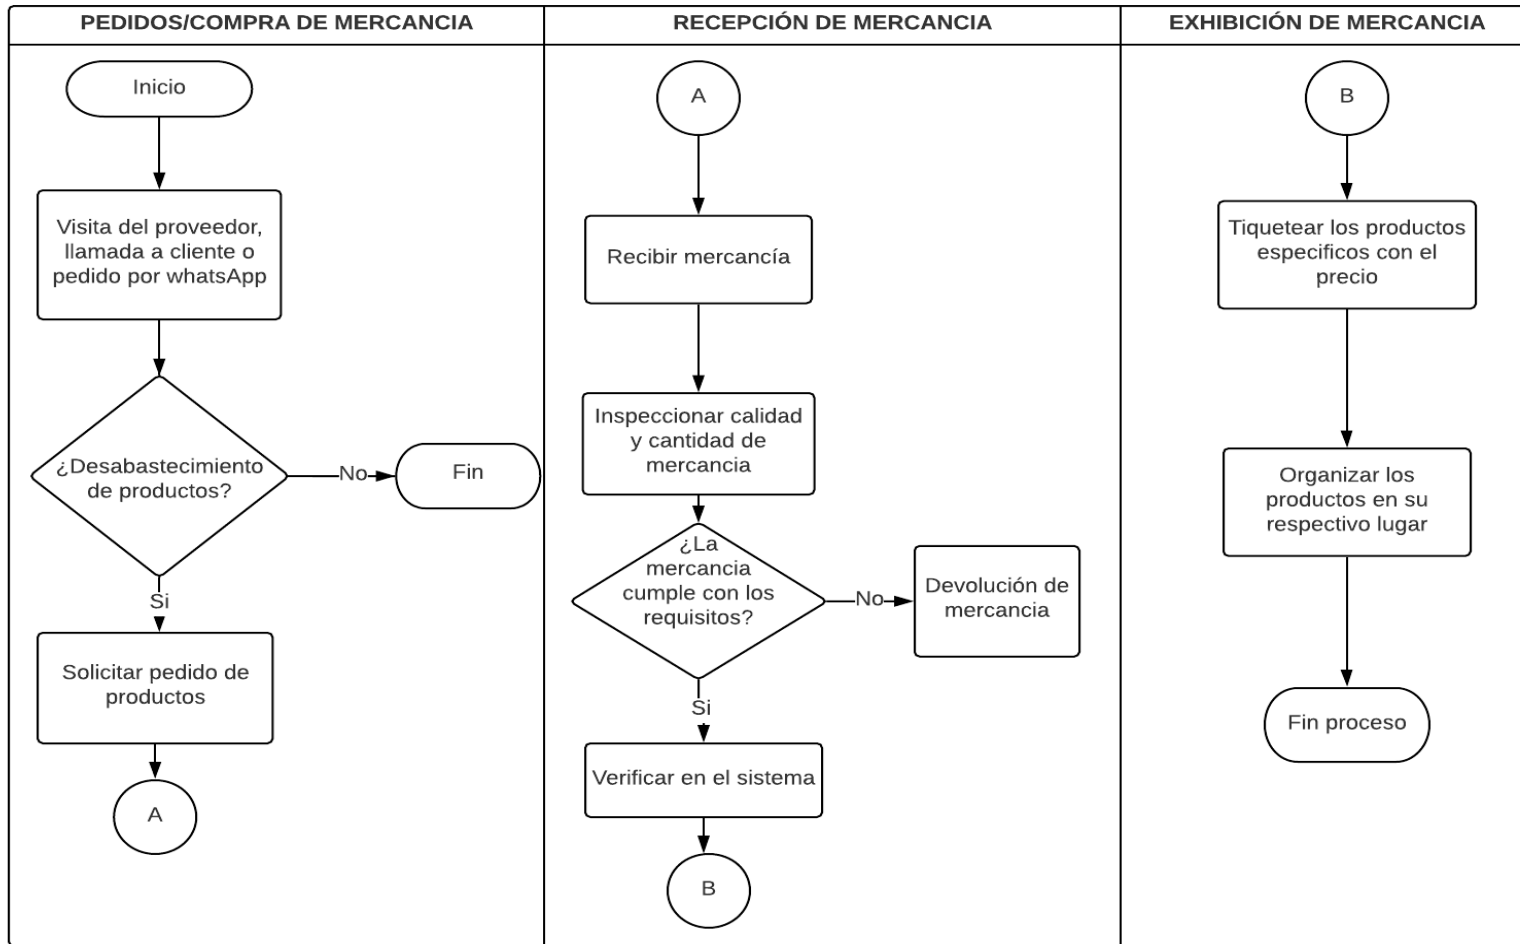 PEDIDOS/COMPRA DE MERCANCIA
Inicio
Visita del proveedor,
llamada a cliente o
pedido por whatsApp
¿Desabastecimiento
de productos?
No
Fin
Si
Solicitar pedido de
productos
A
RECEPCIÓN DE MERCANCIA
A
Recibir mercancía
Inspeccionar calidad
y cantidad de
mercancia
¿La
mercancia
cumple con los
requisitos?
No
Devolución de
mercancia
Si
Verificar en el sistema
B
EXHIBICIÓN DE MERCANCIA
B
Tiquetear los productos
especificos con el
precio
Organizar los
productos en su
respectivo lugar
Fin proceso